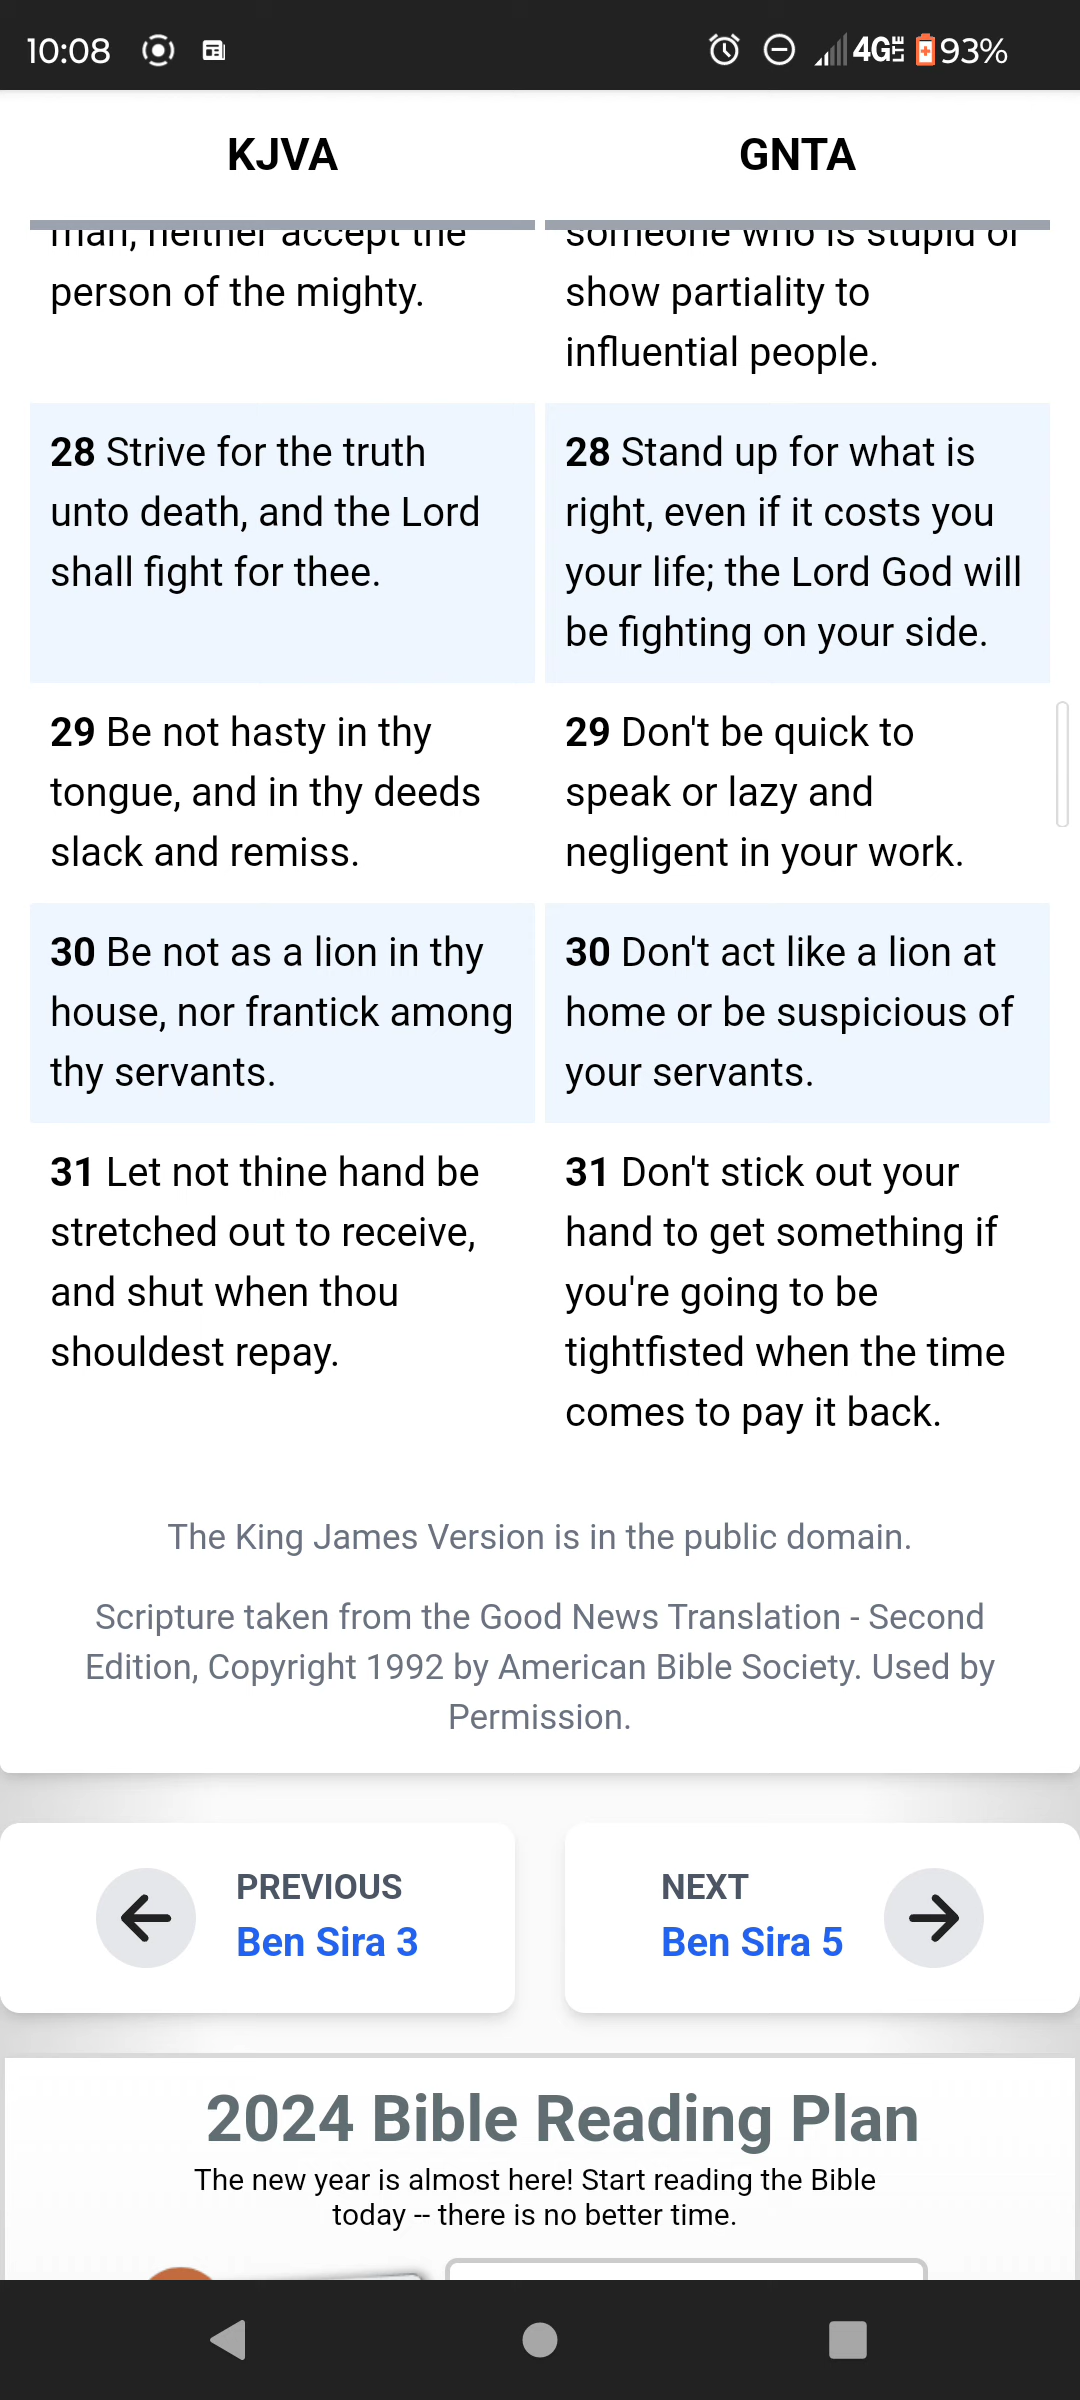 10:08 4G LTE 93%
KJVA
man, neither accept the
person of the mighty.
28 Strive for the truth
unto death, and the Lord
shall fight for thee.
29 Be not hasty in thy
tongue, and in thy deeds
slack and remiss.
30 Be not as a lion in thy
house, nor frantick among
thy servants.
31 Let not thine hand be
stretched out to receive,
and shut when thou
shouldest repay.
GNTA
someone who is stupid or
show partiality to
influential people.
28 Stand up for what is
right, even if it costs you
your life; the Lord God will
be fighting on your side.
29 Don't be quick to
speak or lazy and
negligent in your work.
30 Don't act like a lion at
home or be suspicious of
your servants.
31 Don't stick out your
hand to get something if
you're going to be
tightfisted when the time
comes to pay it back.
The King James Version is in the public domain.
Scripture taken from the Good News Translation - Second
Edition, Copyright 1992 by American Bible Society. Used by
Permission.
PREVIOUS
Ben Sira 3
NEXT
Ben Sira 5
2024 Bible Reading Plan
The new year is almost here! Start reading the Bible
today -- there is no better time.